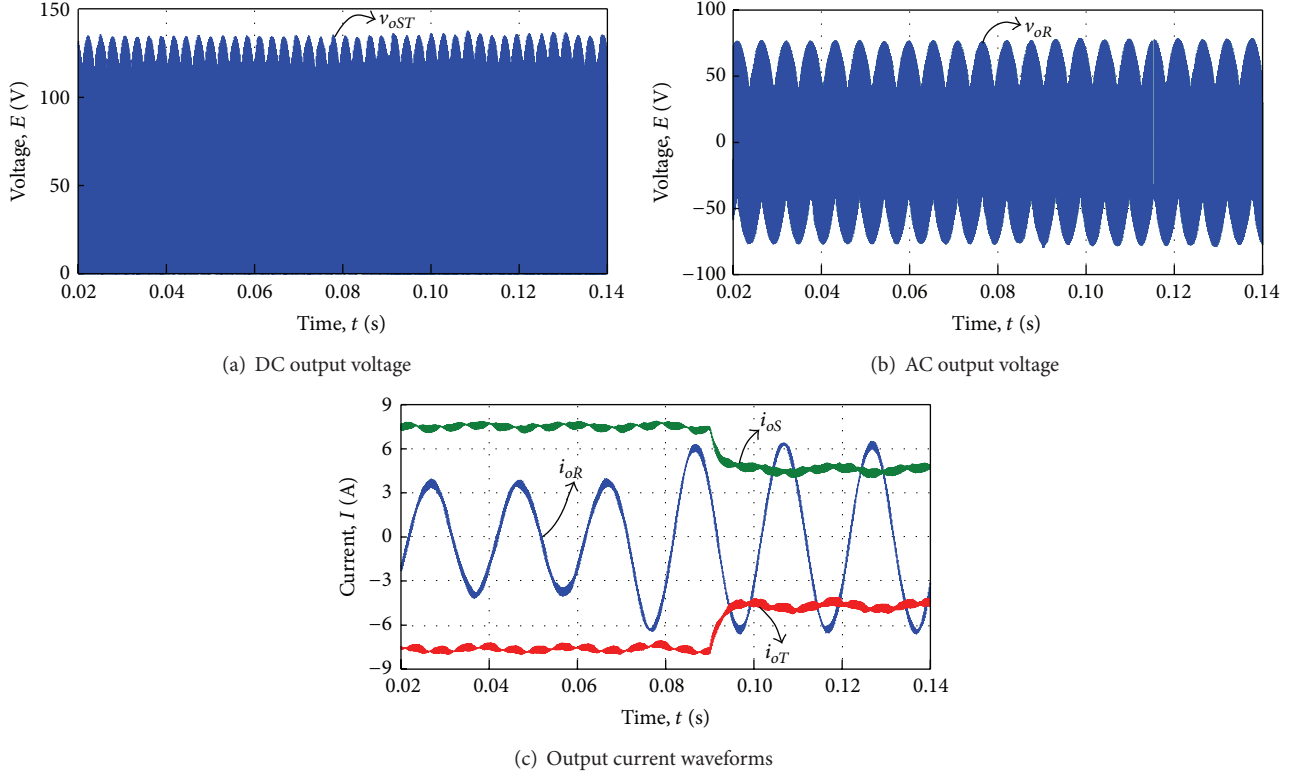 150
100
50
0
Voltage, E (V)
v_oST
0.02 0.04 0.06 0.08 0.10 0.12 0.14
Time, t (s)
(a) DC output voltage
100
50
0
−50
−100
Voltage, E (V)
v_oR
0.02 0.04 0.06 0.08 0.10 0.12 0.14
Time, t (s)
(b) AC output voltage
9
6
3
0
−3
−6
−9
Current, I (A)
i_oS
i_oR
i_oT
0.02 0.04 0.06 0.08 0.10 0.12 0.14
Time, t (s)
(c) Output current waveforms